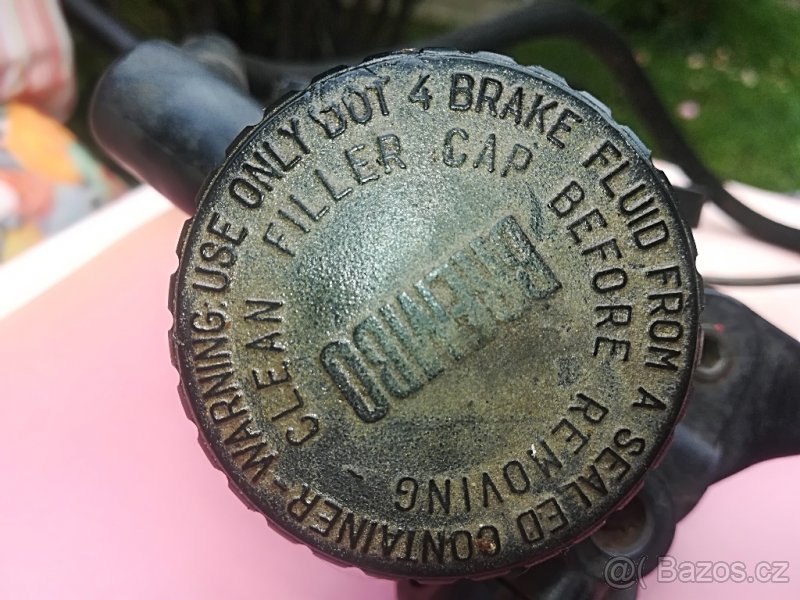 WARNING: USE ONLY DOT 4 BRAKE FLUID FROM A SEALED CONTAINER-
CLEAN FILLER CAP BEFORE REMOVING -
BREMBO
@( Bazos.cz